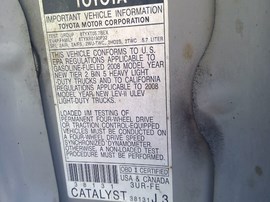 TOYOTA
IMPORTANT VEHICLE INFORMATION
TOYOTA MOTOR CORPORATION
5.7 LITER
THIS VEHICLE CONFORMS TO U.S.
EPA REGULATIONS APPLICABLE TO
GASOLINE-FUELED 2008 MODEL YEAR
NEW TIER 2 BIN 5 HEAVY LIGHT
DUTY TRUCKS AND TO CALIFORNIA
REGULATIONS APPLICABLE TO 2008
MODEL YEAR NEW LEV-II ULEV
LIGHT-DUTY TRUCKS.
LOADED I/M TESTING OF
PERMANENT FOUR-WHEEL DRIVE
OR TRACTION CONTROL-EQUIPPED
VEHICLES MUST BE CONDUCTED ON
A FOUR-WHEEL DRIVE SPEED
SYNCHRONIZED DYNAMOMETER
OTHERWISE, A NON-LOADED TEST
PROCEDURE MUST BE PERFORMED.
OBD II CERTIFIED
USA & CANADA
38131
3UR-FE
CATALYST
38131
L3